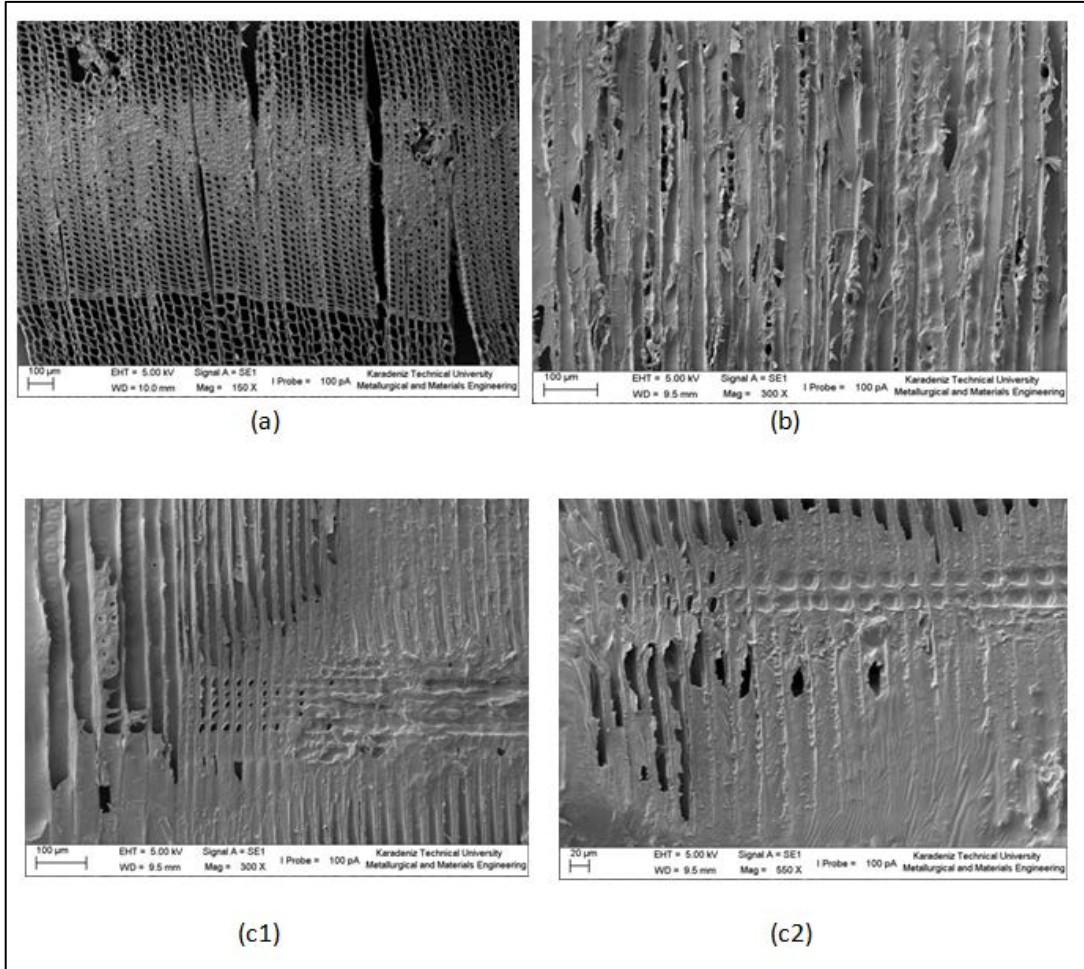 100 µm
EHT = 5.00 kV
WD = 10.0 mm
Signal A = SE1
Mag = 150 X
I Probe = 100 pA
Karadeniz Technical University
Metallurgical and Materials Engineering
(a)
100 µm
EHT = 5.00 kV
WD = 9.5 mm
Signal A = SE1
Mag = 300 X
I Probe = 100 pA
Karadeniz Technical University
Metallurgical and Materials Engineering
(b)
100 µm
EHT = 5.00 kV
WD = 9.5 mm
Signal A = SE1
Mag = 300 X
I Probe = 100 pA
Karadeniz Technical University
Metallurgical and Materials Engineering
(c1)
20 µm
EHT = 5.00 kV
WD = 9.5 mm
Signal A = SE1
Mag = 550 X
I Probe = 100 pA
Karadeniz Technical University
Metallurgical and Materials Engineering
(c2)